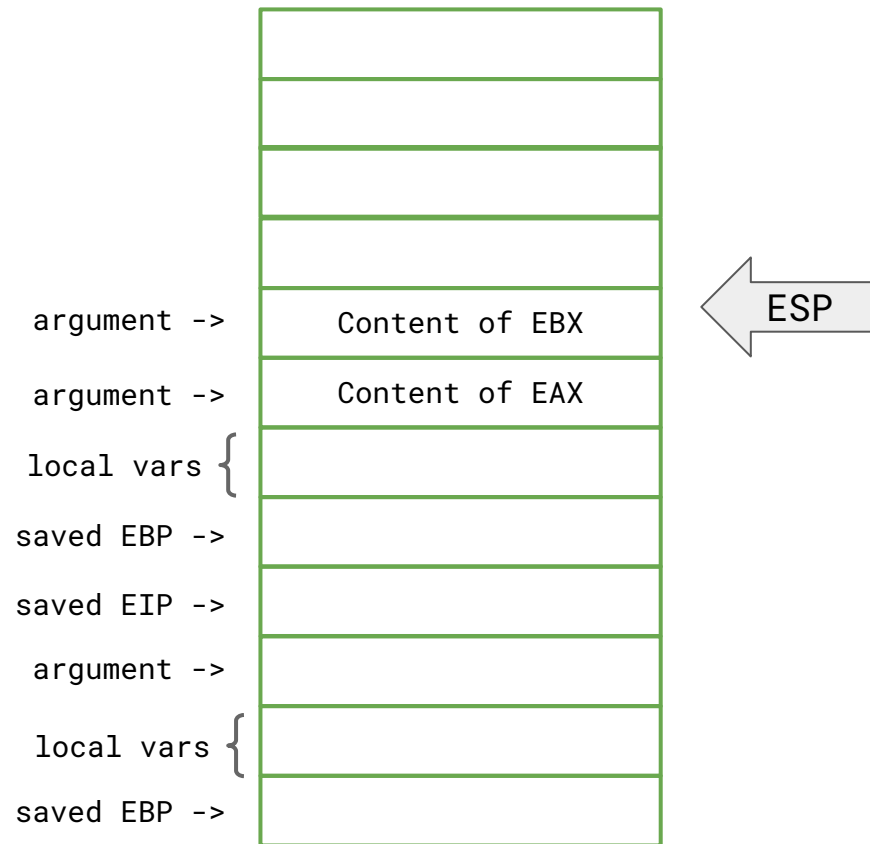 argument -> Content of EBX
ESP
argument -> Content of EAX
local vars {
saved EBP ->
saved EIP ->
argument ->
local vars {
saved EBP ->